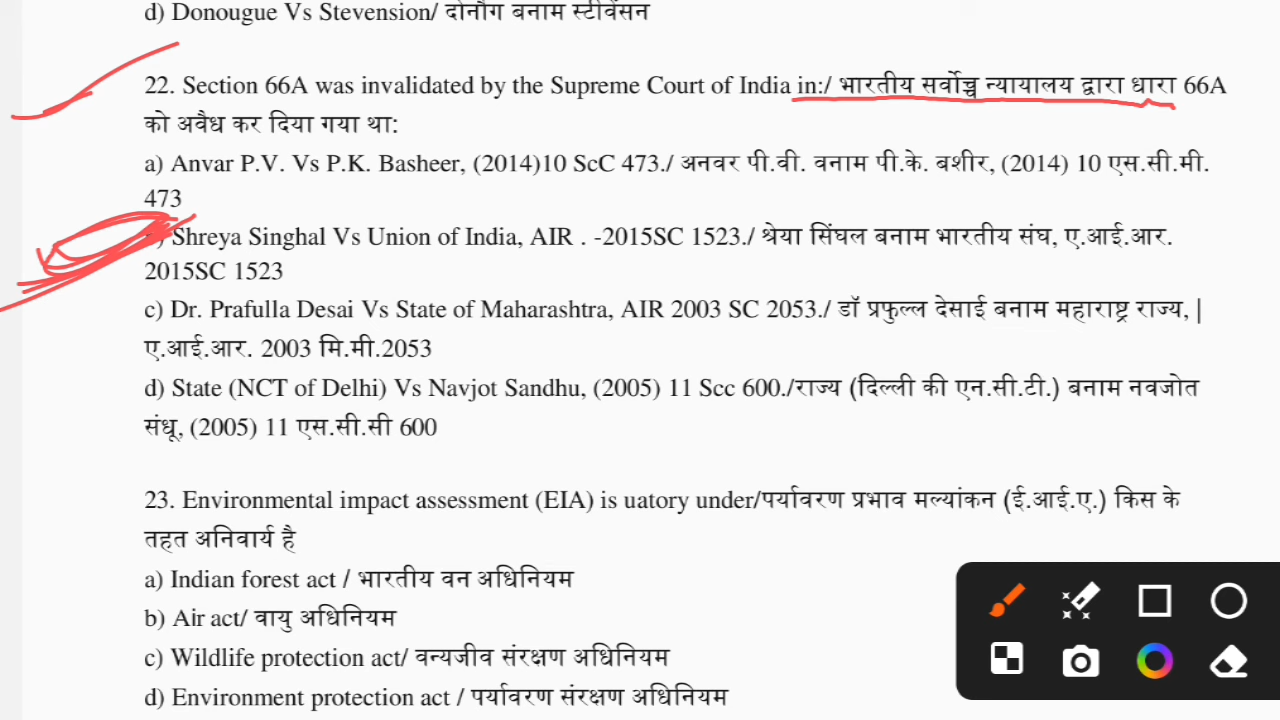 d) Donougue Vs Stevension/ दोनौग बनाम स्टीवेंसन
22. Section 66A was invalidated by the Supreme Court of India in:/ भारतीय सर्वोच्च न्यायालय द्वारा धारा 66A
को अवैध कर दिया गया था:
a) Anvar P.V. Vs P.K. Basheer, (2014)10 ScC 473./ अनवर पी.वी. वनाम पी.के. बशीर, (2014) 10 एस.सी.मी.
473
Shreya Singhal Vs Union of India, AIR . -2015SC 1523./ श्रेया सिंघल बनाम भारतीय संघ, ए.आई.आर.
2015SC 1523
c) Dr. Prafulla Desai Vs State of Maharashtra, AIR 2003 SC 2053./ डॉ प्रफुल्ल देसाई बनाम महाराष्ट्र राज्य, |
ए.आई.आर. 2003 मि.मी.2053
d) State (NCT of Delhi) Vs Navjot Sandhu, (2005) 11 Scc 600./राज्य (दिल्ली की एन.सी.टी.) बनाम नवजोत
संधू, (2005) 11 एस.सी.सी 600
23. Environmental impact assessment (EIA) is uatory under/पर्यावरण प्रभाव मल्यांकन (ई.आई.ए.) किस के
तहत अनिवार्य है
a) Indian forest act / भारतीय वन अधिनियम
b) Air act/ वायु अधिनियम
c) Wildlife protection act/ वन्यजीव संरक्षण अधिनियम
d) Environment protection act / पर्यावरण संरक्षण अधिनियम